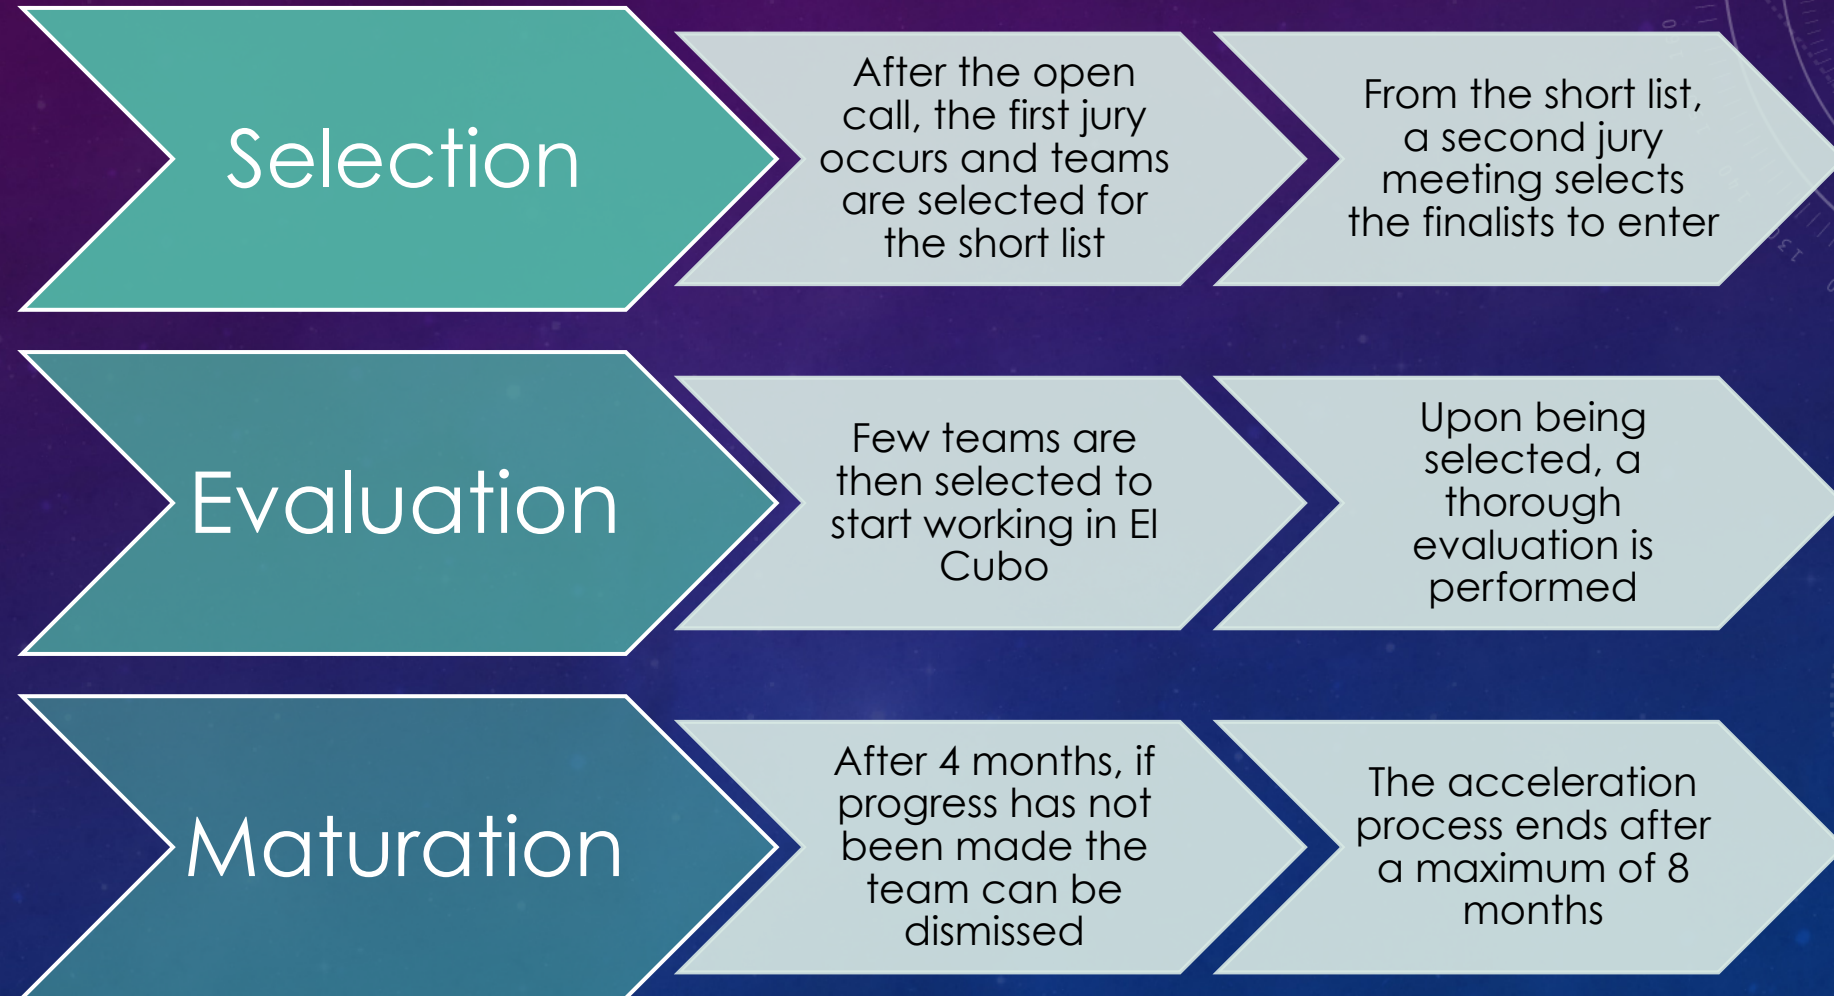 Selection
After the open
call, the first jury
occurs and teams
are selected for
the short list
From the short list,
a second jury
meeting selects
the finalists to enter
Evaluation
Few teams are
then selected to
start working in El
Cubo
Upon being
selected, a
thorough
evaluation is
performed
Maturation
After 4 months, if
progress has not
been made the
team can be
dismissed
The acceleration
process ends after
a maximum of 8
months